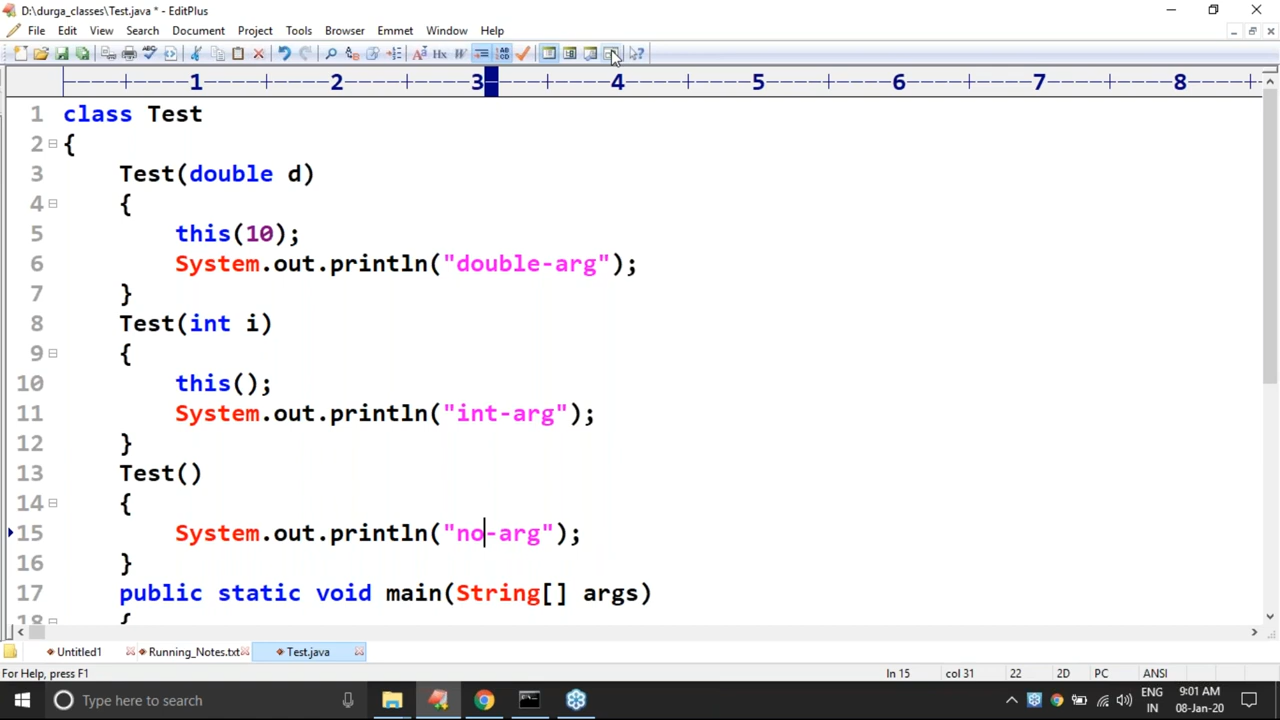 D:\durga_classes\Test.java * - EditPlus
File Edit View Search Document Project Tools Browser Emmet Window Help
1 2 3 4 5 6 7 8
1 class Test
2 {
3 Test(double d)
4 {
5 this(10);
6 System.out.println("double-arg");
7 }
8 Test(int i)
9 {
10 this();
11 System.out.println("int-arg");
12 }
13 Test()
14 {
15 System.out.println("no-arg");
16 }
17 public static void main(String[] args)
18 {
Untitled1 Running_Notes.txt Test.java
For Help, press F1 ln 15 col 31 22 2D PC ANSI
Type here to search ENG 9:01 AM
IN 08-Jan-20